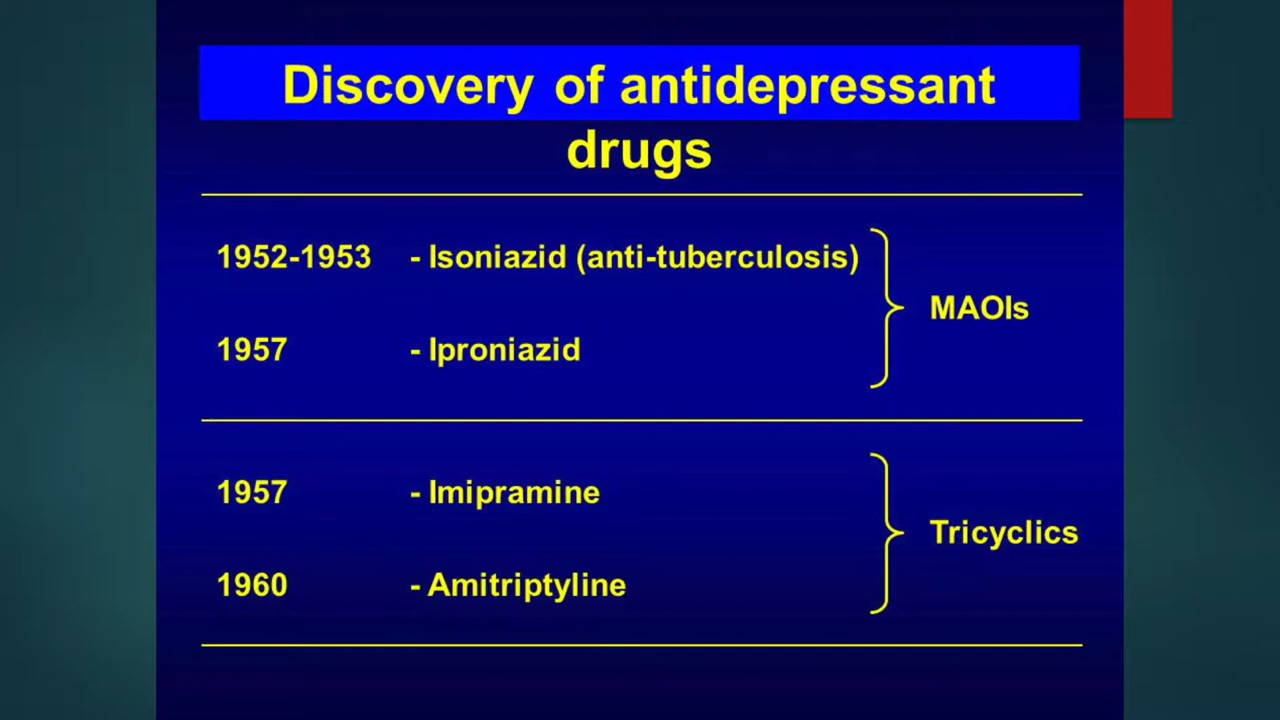 Discovery of antidepressant
drugs
1952-1953 - Isoniazid (anti-tuberculosis)
MAOIs
1957 - Iproniazid
1957 - Imipramine
Tricyclics
1960 - Amitriptyline